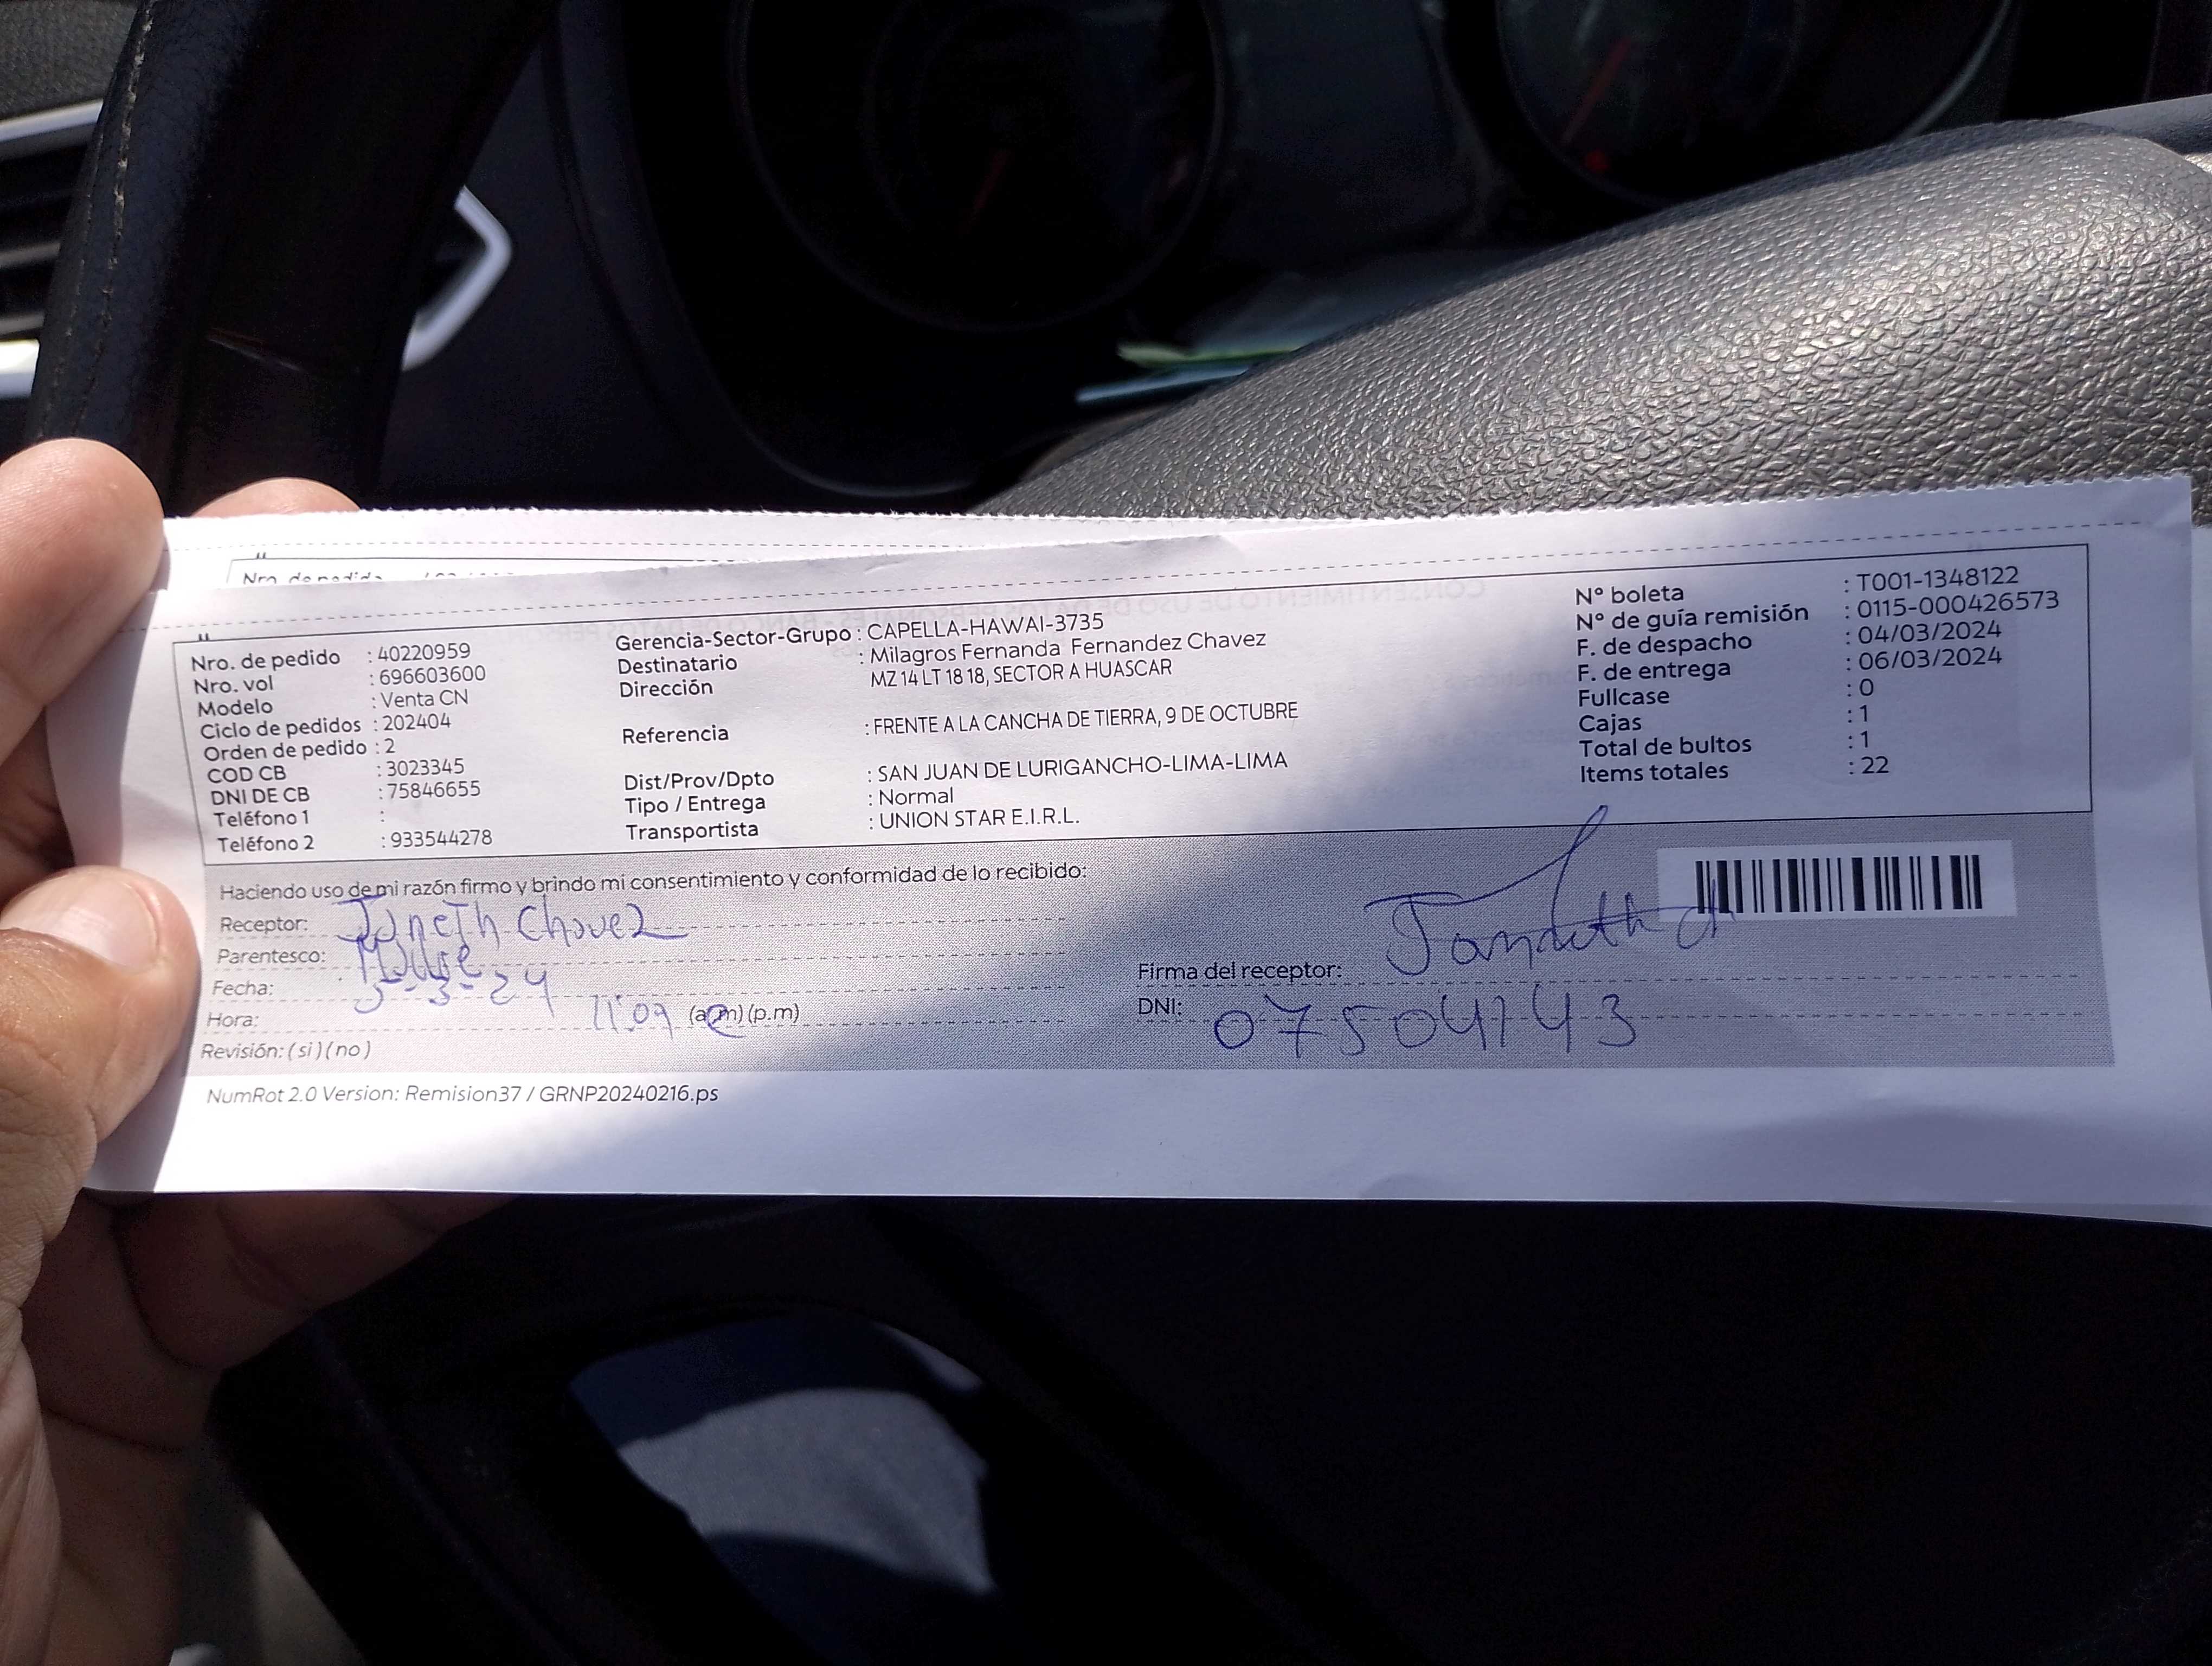 Nro. de pedido
Nro. de pedido : 40220959
Nro. vol : 696603600
Modelo : Venta CN
Ciclo de pedidos : 202404
Orden de pedido : 2
COD CB : 3023345
DNI DE CB : 75846655
Teléfono 1 :
Teléfono 2 : 933544278
Gerencia-Sector-Grupo : CAPELLA-HAWAI-3735
Destinatario : Milagros Fernanda Fernandez Chavez
Dirección MZ 14 LT 18 18, SECTOR A HUASCAR
Referencia : FRENTE A LA CANCHA DE TIERRA, 9 DE OCTUBRE
Dist/Prov/Dpto : SAN JUAN DE LURIGANCHO-LIMA-LIMA
Tipo / Entrega : Normal
Transportista : UNION STAR E.I.R.L.
N° boleta : T001-1348122
N° de guía remisión : 0115-000426573
F. de despacho : 04/03/2024
F. de entrega : 06/03/2024
Fullcase : 0
Cajas : 1
Total de bultos : 1
Items totales : 22
Haciendo uso de mi razón firmo y brindo mi consentimiento y conformidad de lo recibido:
Receptor: Janeth Chavez
Parentesco: Madre
Fecha: 5-3-24
Hora: 11:09 (a.m) (p.m)
Revisión: ( si ) ( no )
Firma del receptor:
DNI: 07504143
NumRot 2.0 Version: Remision37 / GRNP20240216.ps